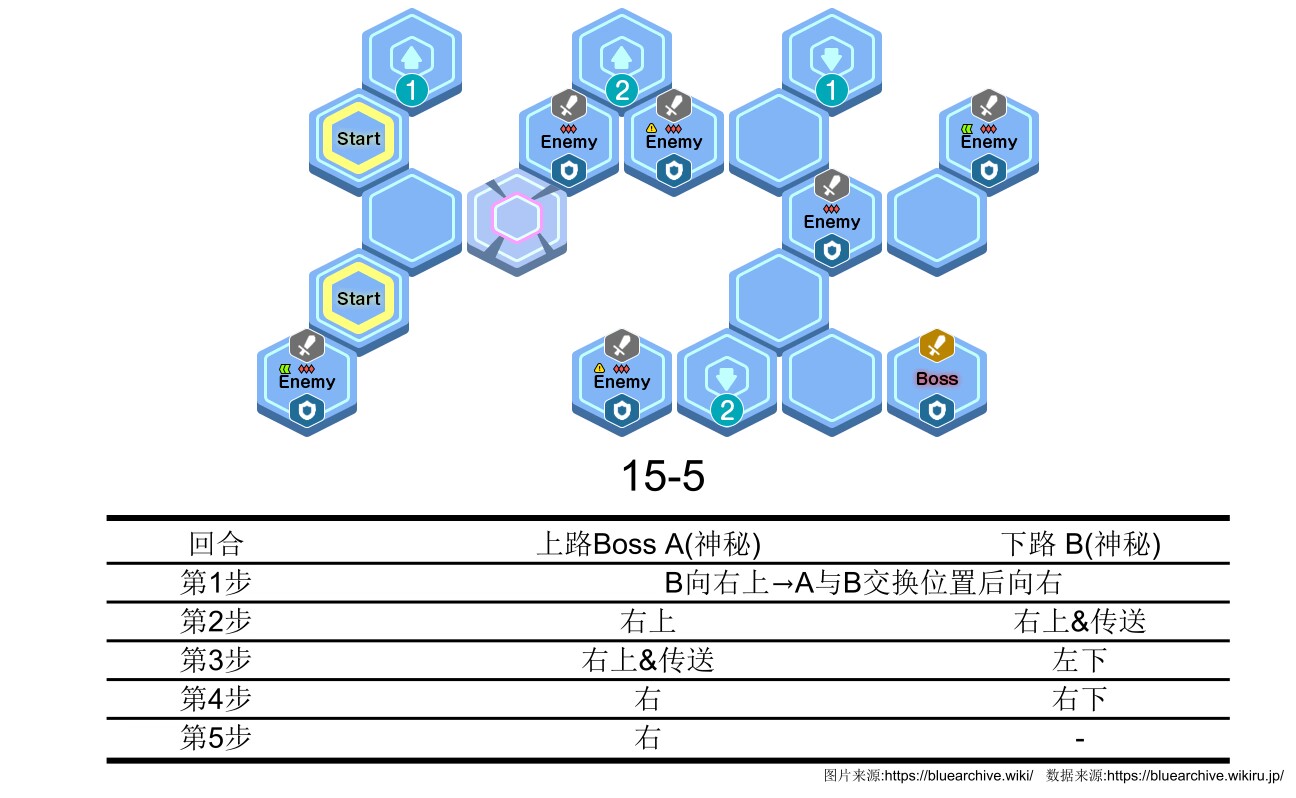 1
2
1
Start
Enemy
Enemy
Enemy
Enemy
Start
Enemy
Enemy
2
Boss
15-5
回合 上路Boss A(神秘) 下路 B(神秘)
第1步 B向右上→A与B交换位置后向右
第2步 右上 右上&传送
第3步 右上&传送 左下
第4步 右 右下
第5步 右 -
图片来源:https://bluearchive.wiki/ 数据来源:https://bluearchive.wikiru.jp/